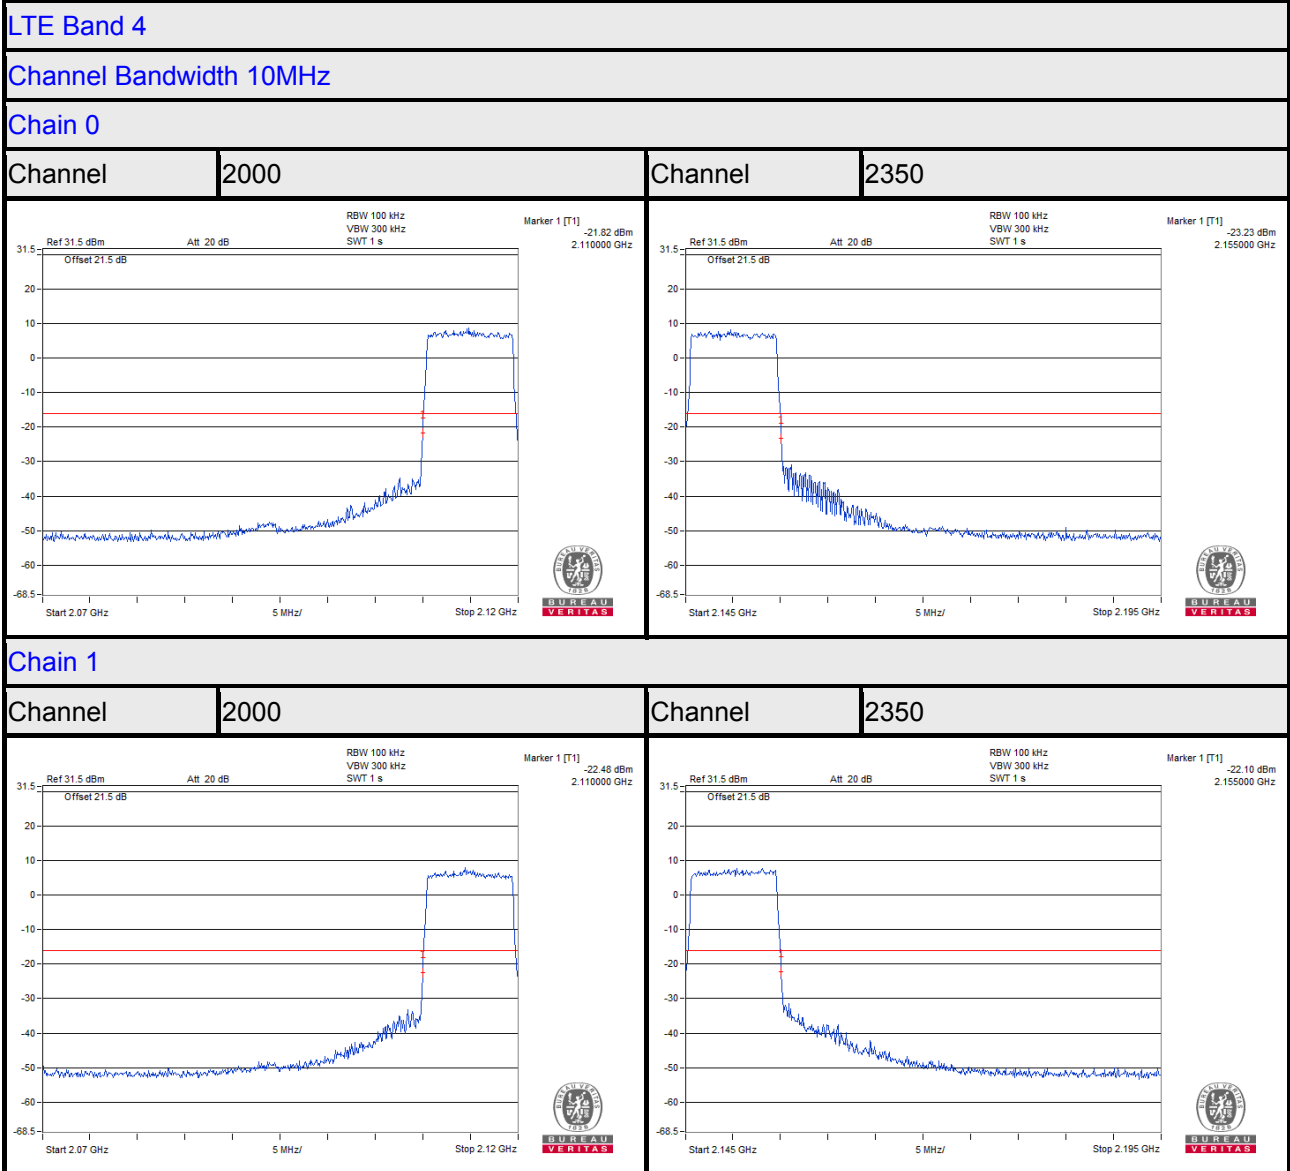 LTE Band 4
Channel Bandwidth 10MHz
Chain 0
Channel 2000 Channel 2350
RBW 100 kHz
VBW 300 kHz
SWT 1 s
Marker 1 [T1]
-21.82 dBm
2.110000 GHz
Ref 31.5 dBm Att 20 dB
Offset 21.5 dB
31.5
20
10
0
-10
-20
-30
-40
-50
-60
-68.5
Start 2.07 GHz 5 MHz/ Stop 2.12 GHz
BUREAU VERITAS
1828
BUREAU
VERITAS
RBW 100 kHz
VBW 300 kHz
SWT 1 s
Marker 1 [T1]
-23.23 dBm
2.155000 GHz
Ref 31.5 dBm Att 20 dB
Offset 21.5 dB
31.5
20
10
0
-10
-20
-30
-40
-50
-60
-68.5
Start 2.145 GHz 5 MHz/ Stop 2.195 GHz
BUREAU VERITAS
1828
BUREAU
VERITAS
Chain 1
Channel 2000 Channel 2350
RBW 100 kHz
VBW 300 kHz
SWT 1 s
Marker 1 [T1]
-22.48 dBm
2.110000 GHz
Ref 31.5 dBm Att 20 dB
Offset 21.5 dB
31.5
20
10
0
-10
-20
-30
-40
-50
-60
-68.5
Start 2.07 GHz 5 MHz/ Stop 2.12 GHz
BUREAU VERITAS
1828
BUREAU
VERITAS
RBW 100 kHz
VBW 300 kHz
SWT 1 s
Marker 1 [T1]
-22.10 dBm
2.155000 GHz
Ref 31.5 dBm Att 20 dB
Offset 21.5 dB
31.5
20
10
0
-10
-20
-30
-40
-50
-60
-68.5
Start 2.145 GHz 5 MHz/ Stop 2.195 GHz
BUREAU VERITAS
1828
BUREAU
VERITAS